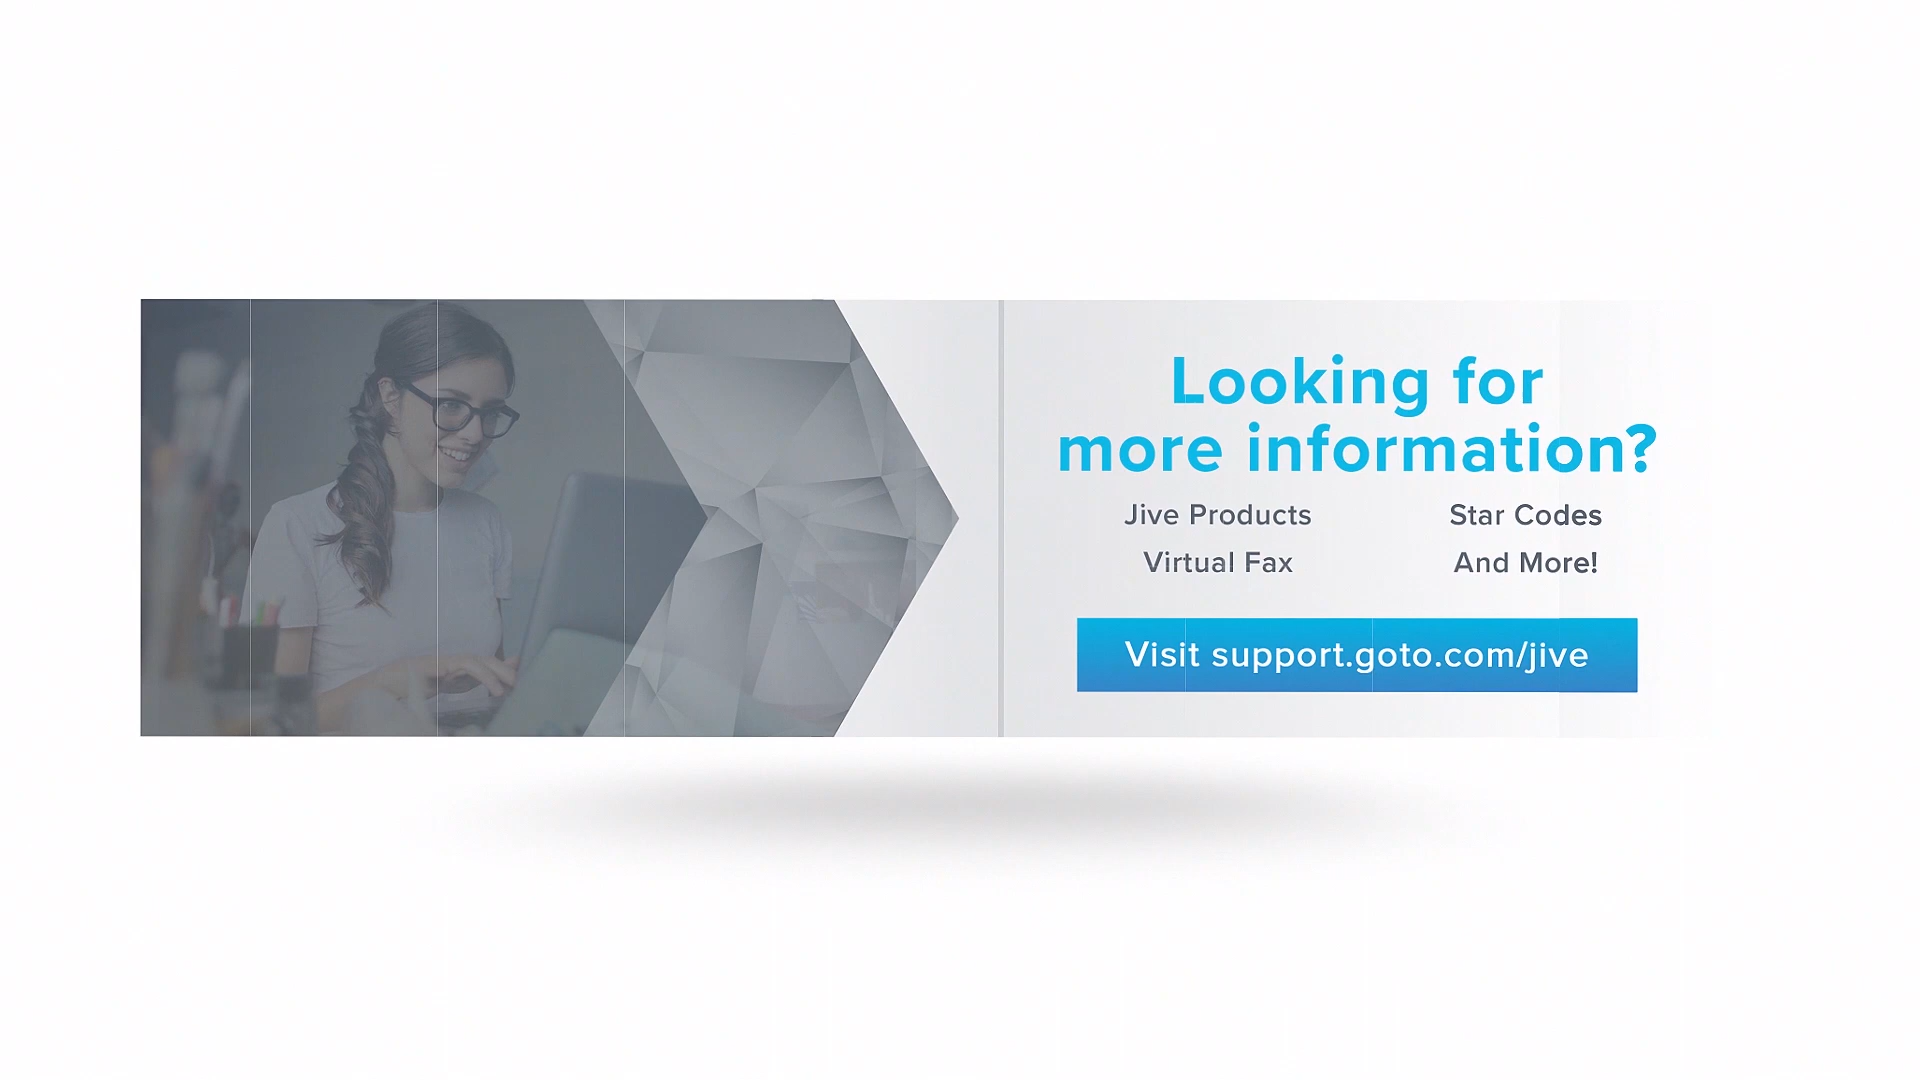 Looking for
more information?
Jive Products
Star Codes
Virtual Fax
And More!
Visit support.goto.com/jive